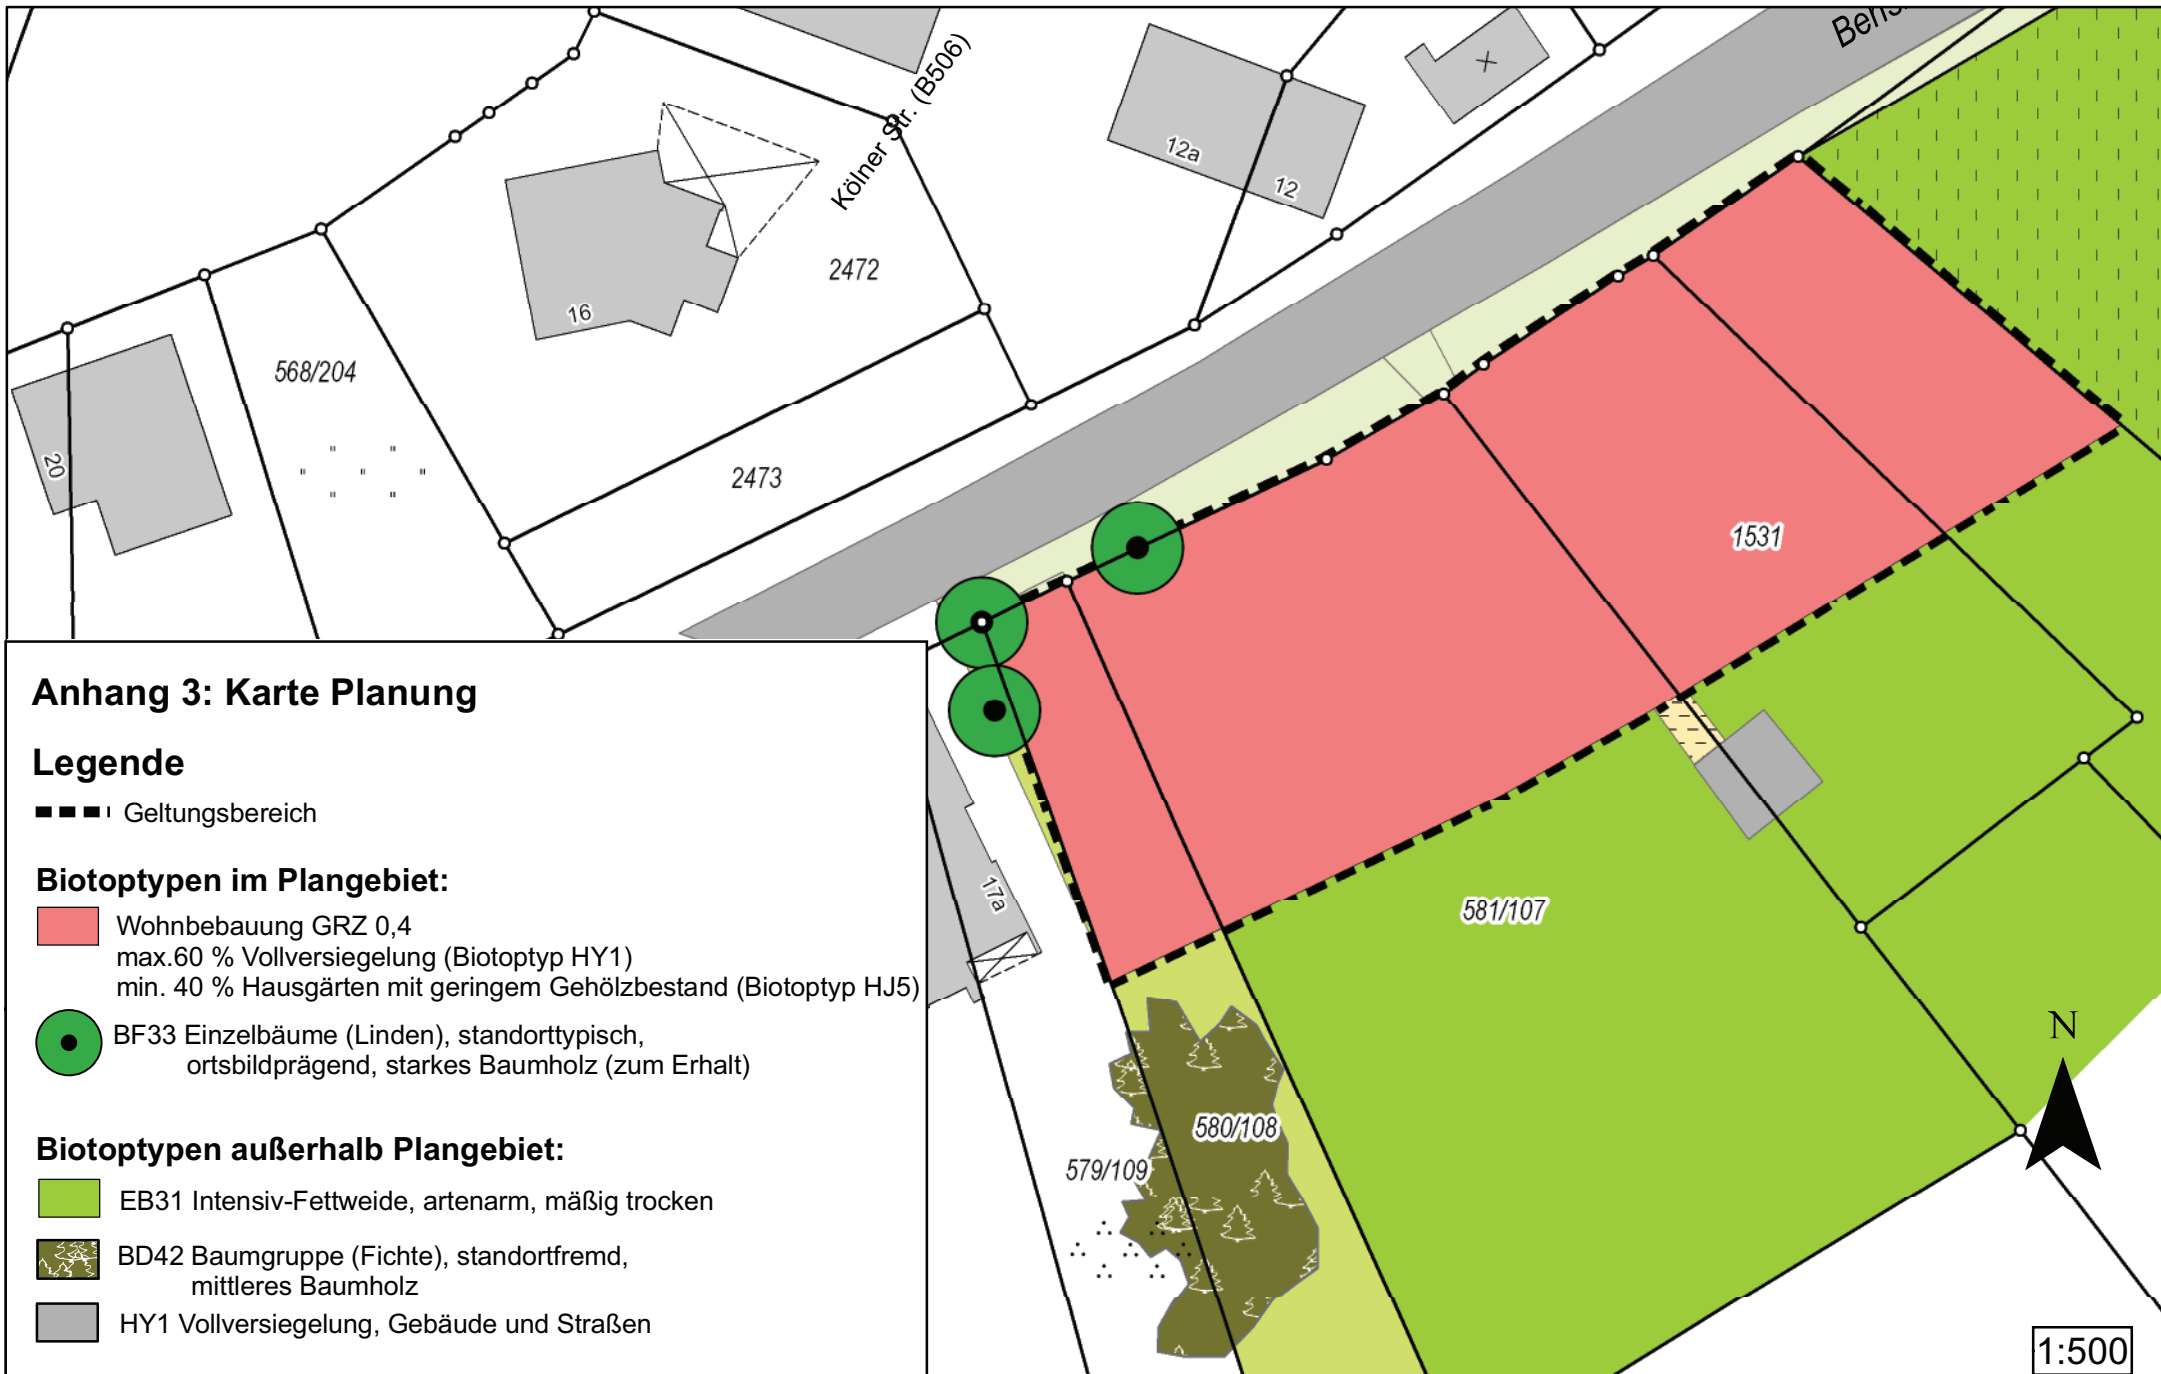 Kölner Str. (B506)
12a
12
2472
16
568/204
20
2473
1531
17a
581/107
580/108
579/109
N
1:500
Anhang 3: Karte Planung
Legende
Geltungsbereich
Biotoptypen im Plangebiet:
Wohnbebauung GRZ 0,4
max.60 % Vollversiegelung (Biotoptyp HY1)
min. 40 % Hausgärten mit geringem Gehölzbestand (Biotoptyp HJ5)
BF33 Einzelbäume (Linden), standorttypisch,
ortsbildprägend, starkes Baumholz (zum Erhalt)
Biotoptypen außerhalb Plangebiet:
EB31 Intensiv-Fettweide, artenarm, mäßig trocken
BD42 Baumgruppe (Fichte), standortfremd,
mittleres Baumholz
HY1 Vollversiegelung, Gebäude und Straßen